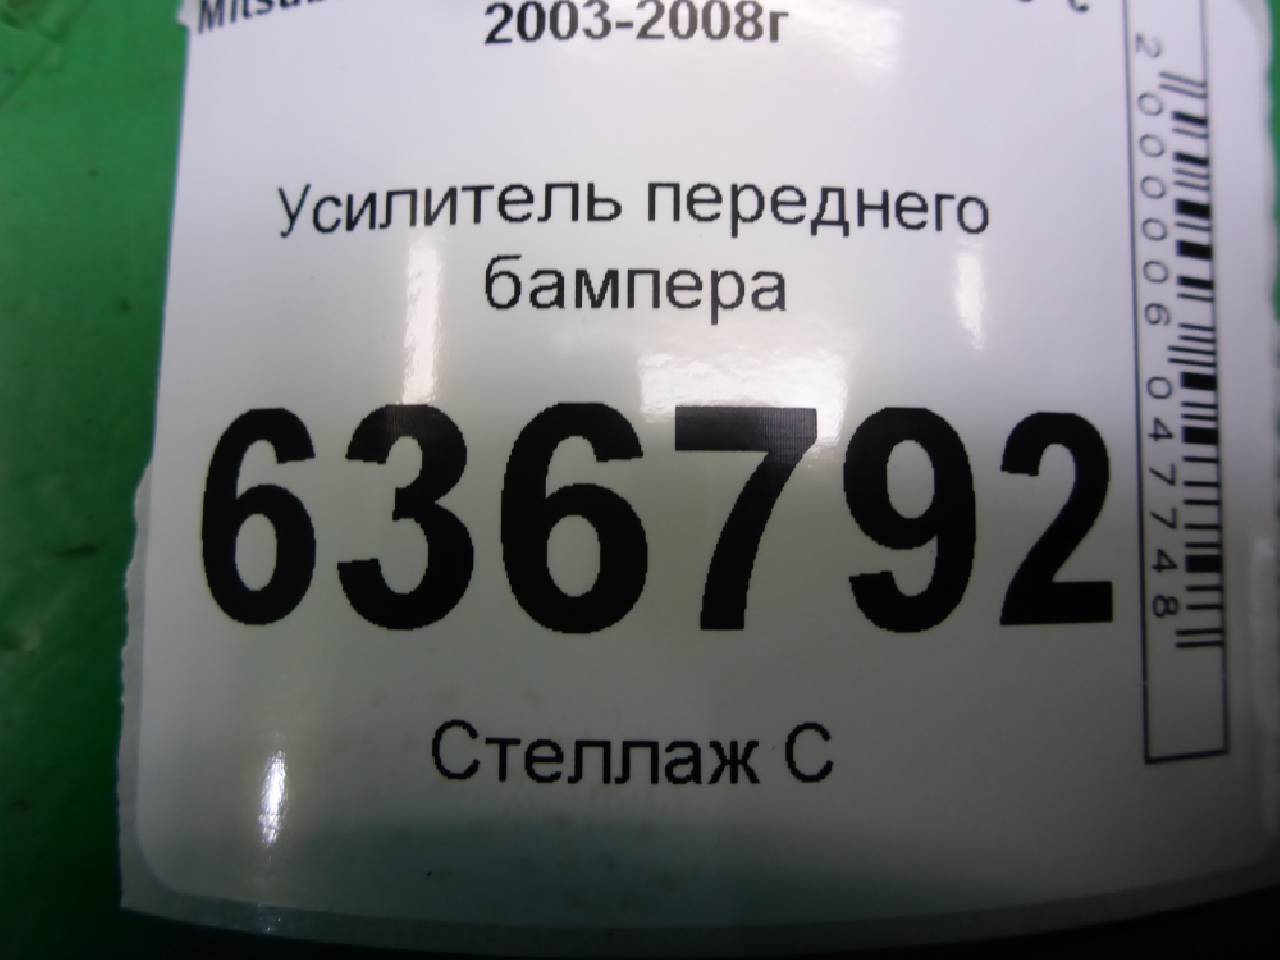 2003-2008г
Усилитель переднего
бампера
636792
Стеллаж С
2000006047748